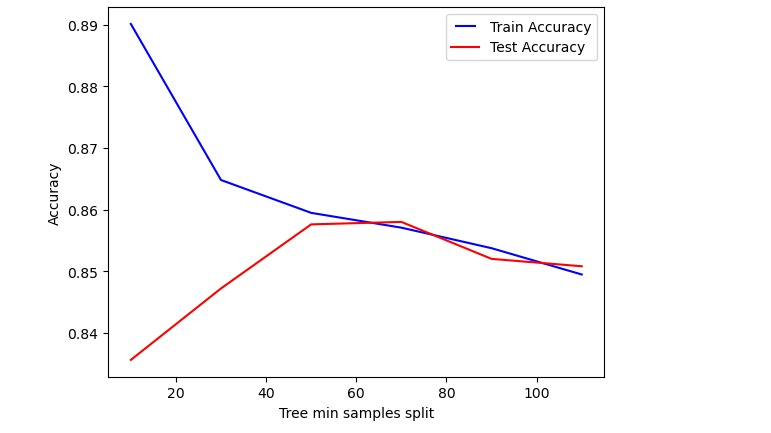 Train Accuracy
Test Accuracy
0.89
0.88
0.87
0.86
0.85
0.84
Accuracy
20 40 60 80 100
Tree min samples split